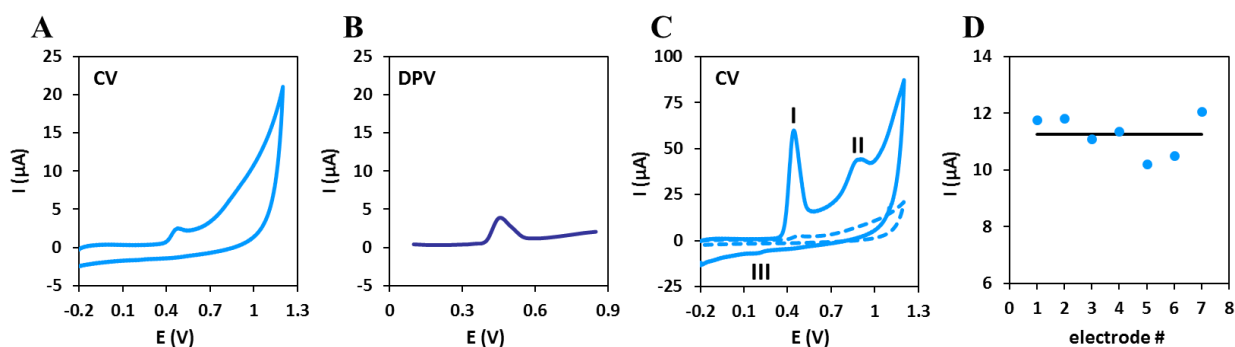 A
CV
I (µA)
25
20
15
10
5
0
-5
-0.2 0.1 0.4 0.7 1 1.3
E (V)
B
DPV
I (µA)
25
20
15
10
5
0
-5
0 0.3 0.6 0.9
E (V)
C
CV
I
II
III
I (µA)
100
75
50
25
0
-25
-0.2 0.1 0.4 0.7 1 1.3
E (V)
D
I (µA)
14
12
10
8
6
0 1 2 3 4 5 6 7 8
electrode #